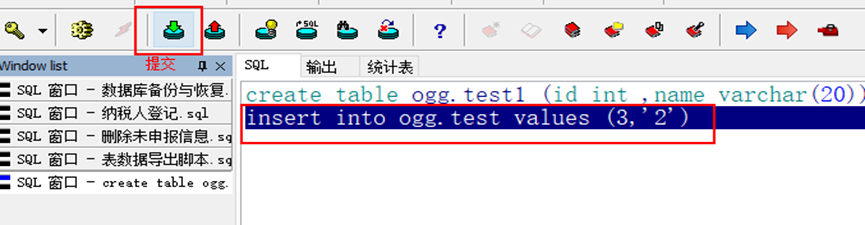 SQL
?
提交
Window list
SQL 输出 统计表
SQL 窗口 - 数据库备份与恢复.
SQL 窗口 - 纳税人登记.sql
SQL 窗口 - 删除未申报信息.sq
SQL 窗口 - 表数据导出脚本.sq
SQL 窗口 - create table ogg.
create table ogg.test1 (id int ,name varchar(20))
insert into ogg.test values (3,'2')